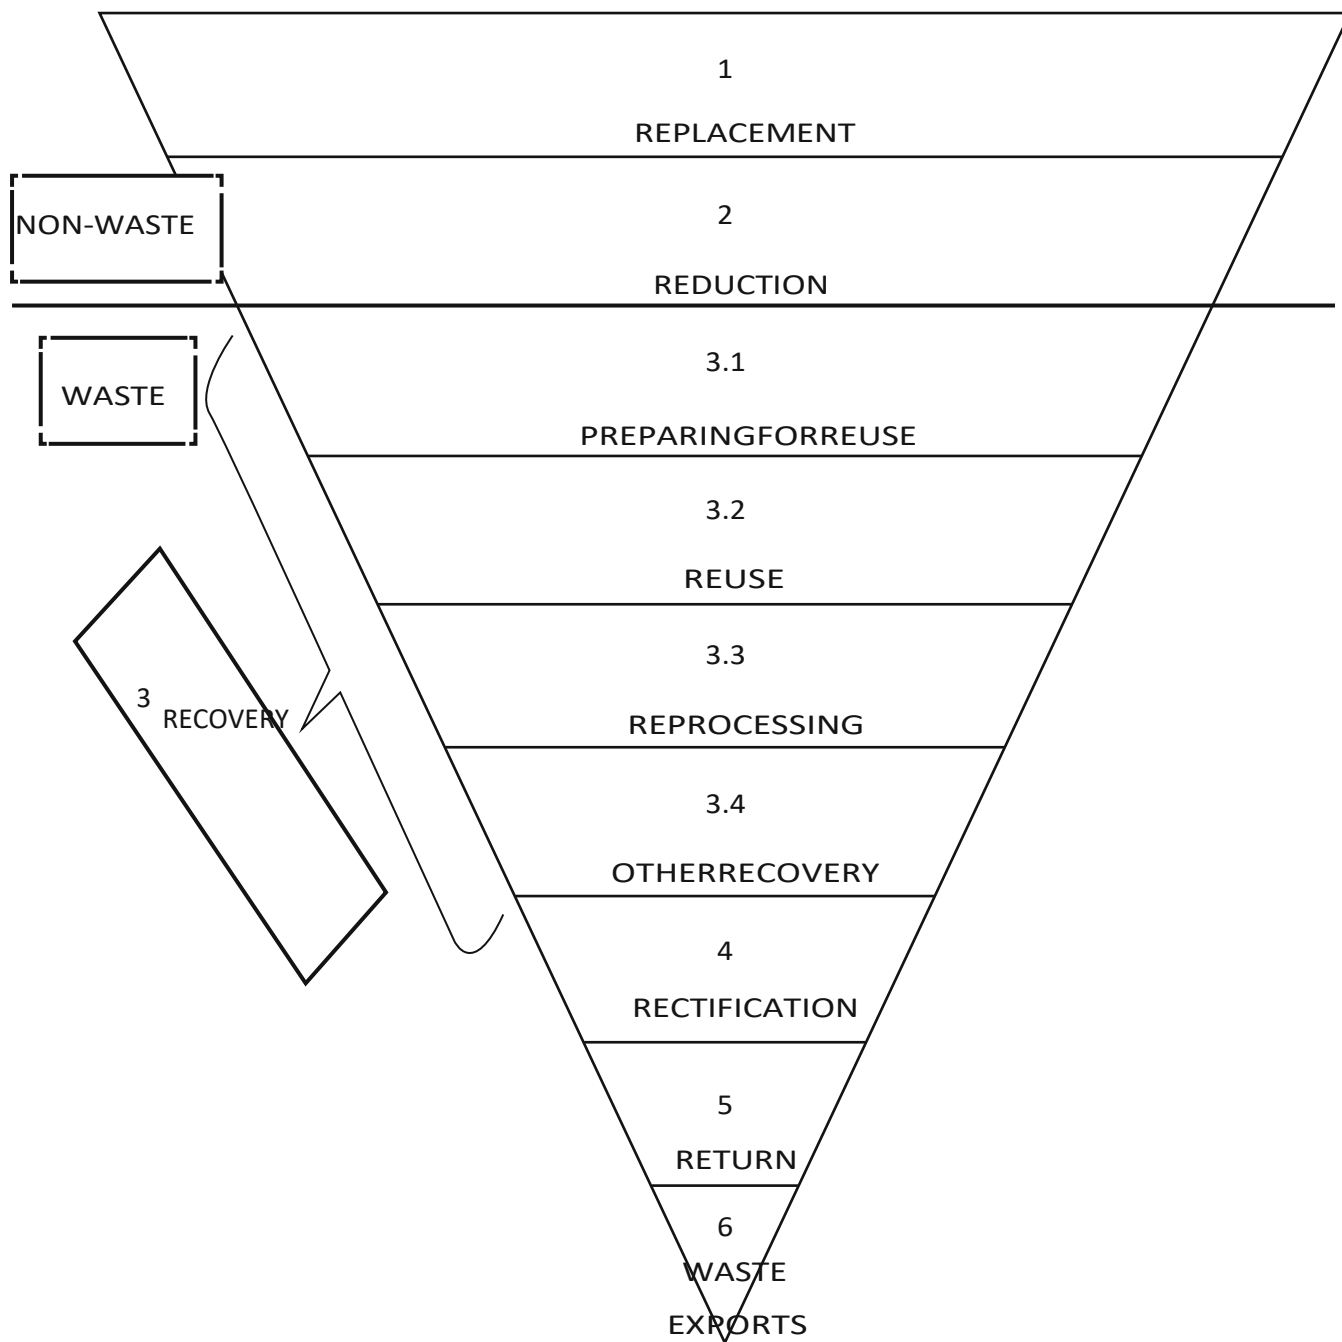 1
REPLACEMENT
NON-WASTE
2
REDUCTION
WASTE
3.1
PREPARINGFORREUSE
3.2
REUSE
3
RECOVERY
3.3
REPROCESSING
3.4
OTHERRECOVERY
4
RECTIFICATION
5
RETURN
6
WASTE
EXPORTS